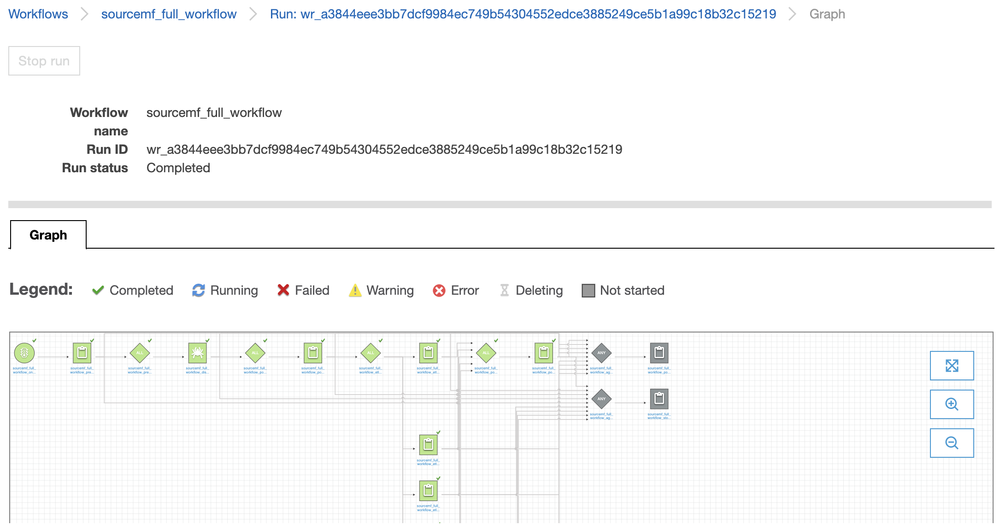 Workflows sourcemf_full_workflow Run: wr_a3844eee3bb7dcf9984ec749b54304552edce3885249ce5b1a99c18b32c15219 Graph
Stop run
Workflow name sourcemf_full_workflow
Run ID wr_a3844eee3bb7dcf9984ec749b54304552edce3885249ce5b1a99c18b32c15219
Run status Completed
Graph
Legend: Completed Running Failed Warning Error Deleting Not started
ALL ALL ALL ALL ANY
sourcemf_full_ sourcemf_full_ sourcemf_full_ sourcemf_full_ sourcemf_full_ sourcemf_full_ sourcemf_full_ sourcemf_full_ sourcemf_full_ sourcemf_full_ sourcemf_full_ sourcemf_full_
workflow_on... workflow_pre... workflow_pre... workflow_dis... workflow_po... workflow_po... workflow_etl... workflow_etl... workflow_po... workflow_po... workflow_ag... workflow_po...
ANY
sourcemf_full_ sourcemf_full_
workflow_ag... workflow_sto...
sourcemf_full_
workflow_etl...
sourcemf_full_
workflow_etl...